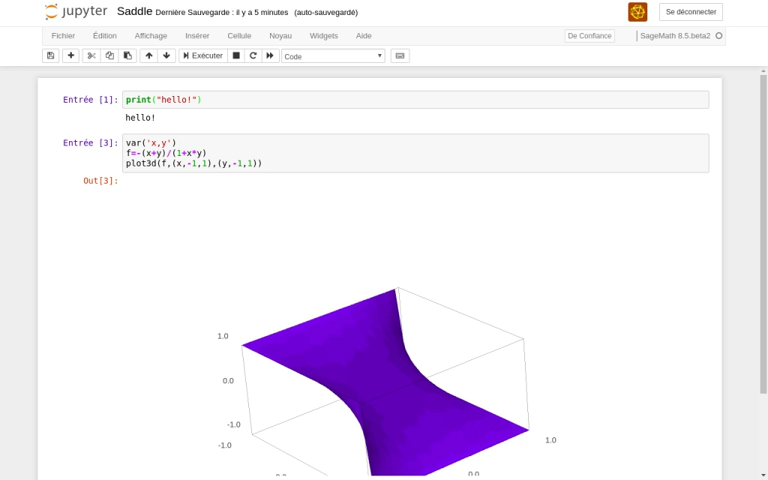 jupyter Saddle Dernière Sauvegarde : il y a 5 minutes (auto-sauvegardé) Se déconnecter
Fichier Édition Affichage Insérer Cellule Noyau Widgets Aide De Confiance SageMath 8.5.beta2
Exécuter Code
Entrée [1]: print("hello!")
hello!
Entrée [3]: var('x,y')
f=-(x+y)/(1+x*y)
plot3d(f,(x,-1,1),(y,-1,1))
Out[3]:
1.0
0.0
-1.0
-1.0
1.0
0.0